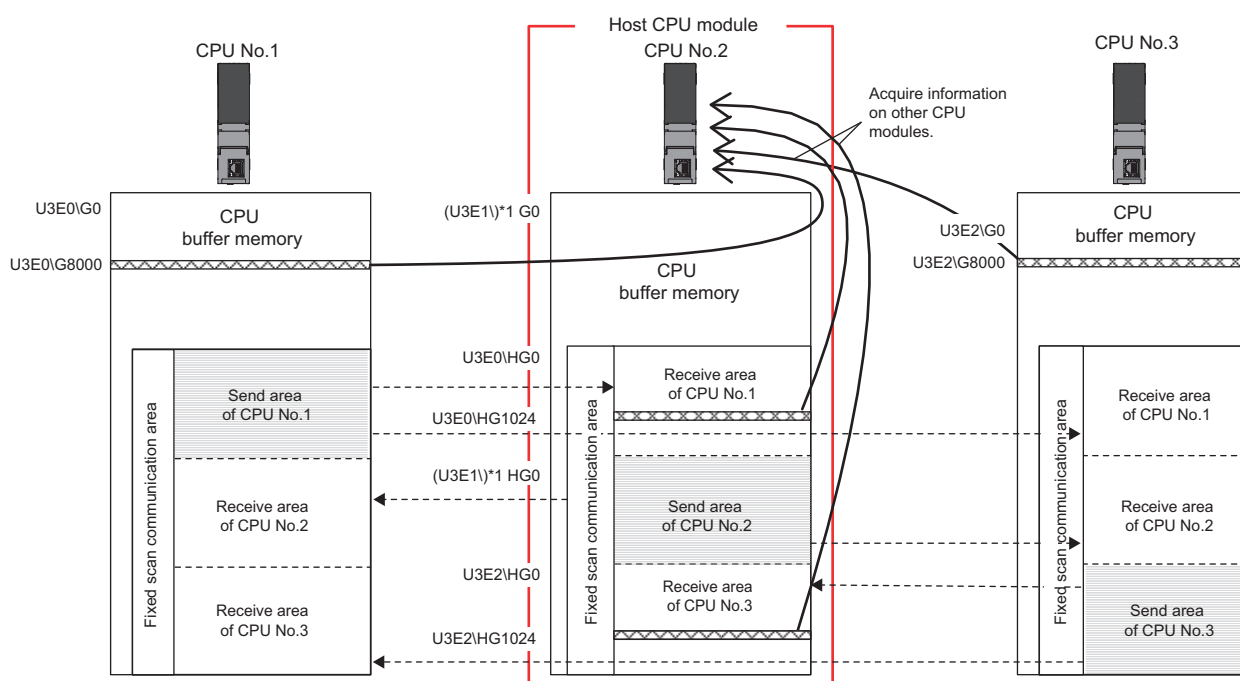 Host CPU module
CPU No.1
CPU No.2
CPU No.3
Acquire information
on other CPU
modules.
U3E0\G0
CPU
buffer memory
U3E0\G8000
(U3E1\)*1 G0
CPU
buffer memory
U3E2\G0
U3E2\G8000
CPU
buffer memory
Fixed scan communication area
Send area
of CPU No.1
Receive area
of CPU No.2
Receive area
of CPU No.3
U3E0\HG0
U3E0\HG1024
(U3E1\)*1 HG0
U3E2\HG0
U3E2\HG1024
Fixed scan communication area
Receive area
of CPU No.1
Send area
of CPU No.2
Receive area
of CPU No.3
Fixed scan communication area
Receive area
of CPU No.1
Receive area
of CPU No.2
Send area
of CPU No.3